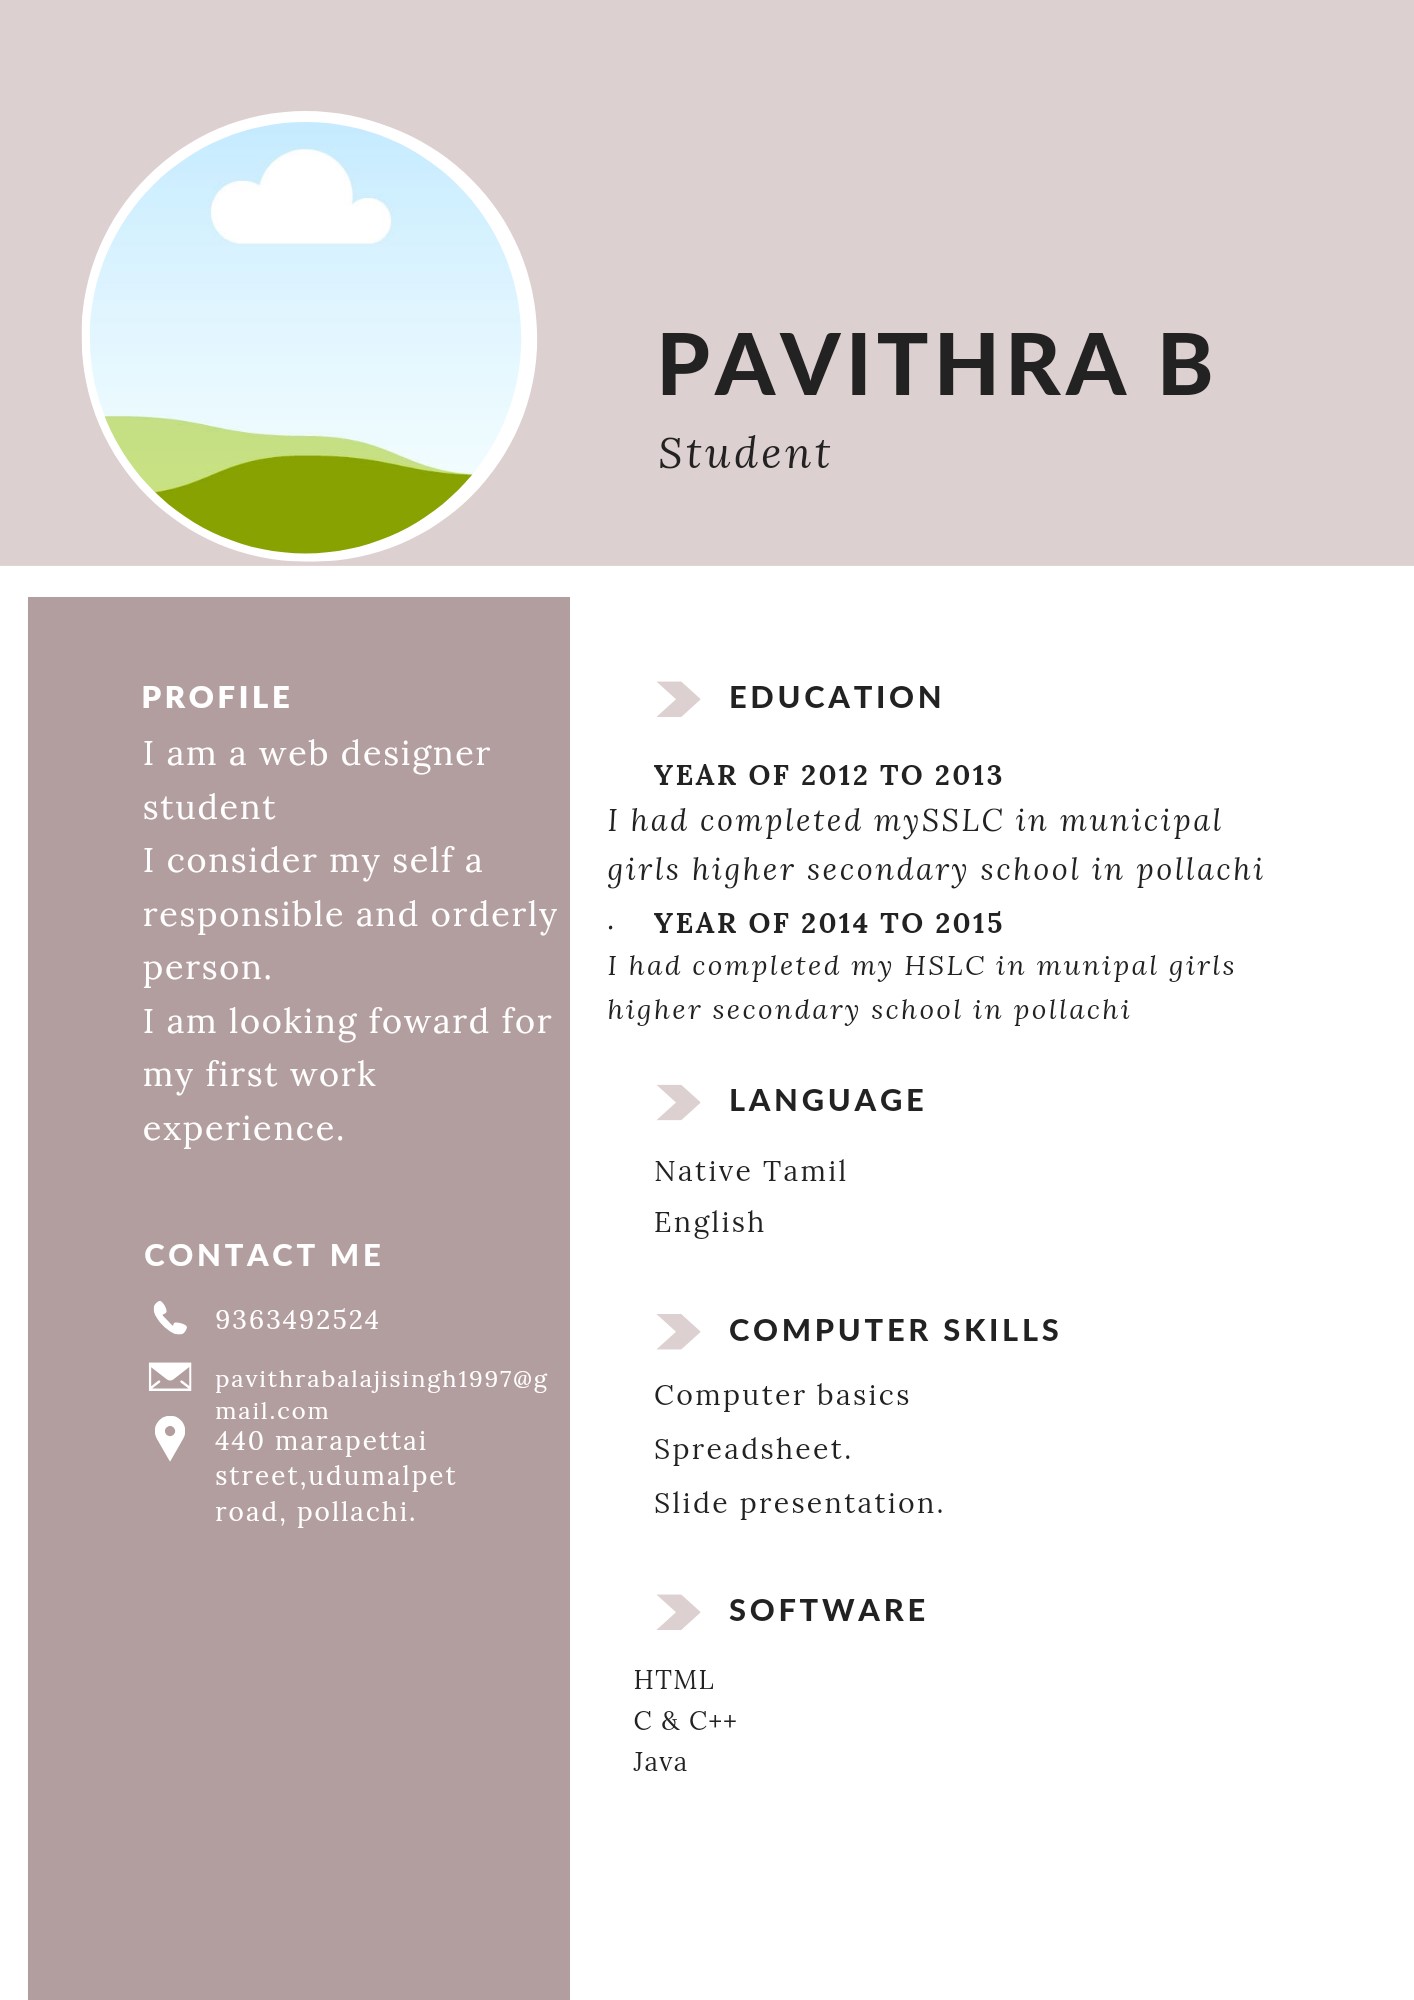 PAVITHRA B
Student
PROFILE
I am a web designer
student
I consider my self a
responsible and orderly
person.
I am looking foward for
my first work
experience.
CONTACT ME
9363492524
pavithrabalajisingh1997@g
mail.com
440 marapettai
street,udumalpet
road, pollachi.
EDUCATION
YEAR OF 2012 TO 2013
I had completed mySSLC in municipal
girls higher secondary school in pollachi
. YEAR OF 2014 TO 2015
I had completed my HSLC in munipal girls
higher secondary school in pollachi
LANGUAGE
Native Tamil
English
COMPUTER SKILLS
Computer basics
Spreadsheet.
Slide presentation.
SOFTWARE
HTML
C & C++
Java